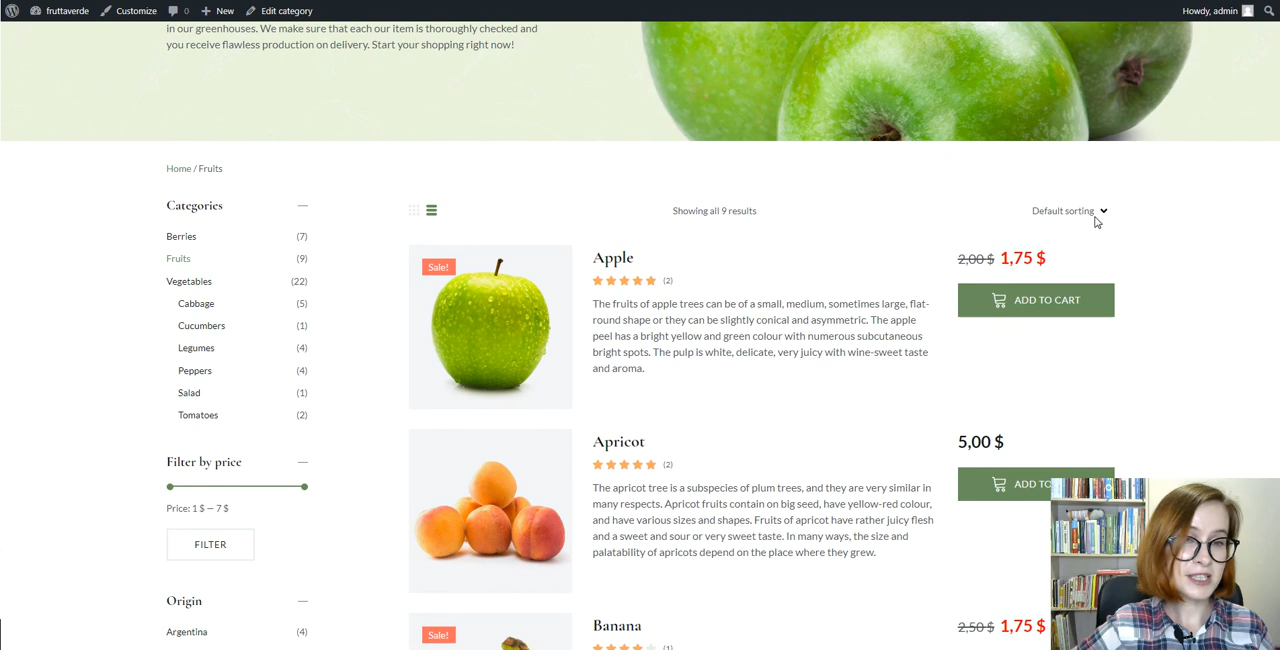 fruttaverde Customize 0 New Edit category Howdy, admin
in our greenhouses. We make sure that each our item is thoroughly checked and
you receive flawless production on delivery. Start your shopping right now!
Home / Fruits
Categories
Berries (7)
Fruits (9)
Vegetables (22)
Cabbage (5)
Cucumbers (1)
Legumes (4)
Peppers (4)
Salad (1)
Tomatoes (2)
Filter by price
Price: 1 $ — 7 $
FILTER
Origin
Argentina (4)
Showing all 9 results
Default sorting
Sale!
Apple
(2)
The fruits of apple trees can be of a small, medium, sometimes large, flat-
round shape or they can be slightly conical and asymmetric. The apple
peel has a bright yellow and green colour with numerous subcutaneous
bright spots. The pulp is white, delicate, very juicy with wine-sweet taste
and aroma.
2,00 $ 1,75 $
ADD TO CART
Apricot
(2)
The apricot tree is a subspecies of plum trees, and they are very similar in
many respects. Apricot fruits contain on big seed, have yellow-red colour,
and have various sizes and shapes. Fruits of apricot have rather juicy flesh
and a sweet and sour or very sweet taste. In many ways, the size and
palatability of apricots depend on the place where they grew.
5,00 $
ADD TO
Sale!
Banana
(1)
2,50 $ 1,75 $